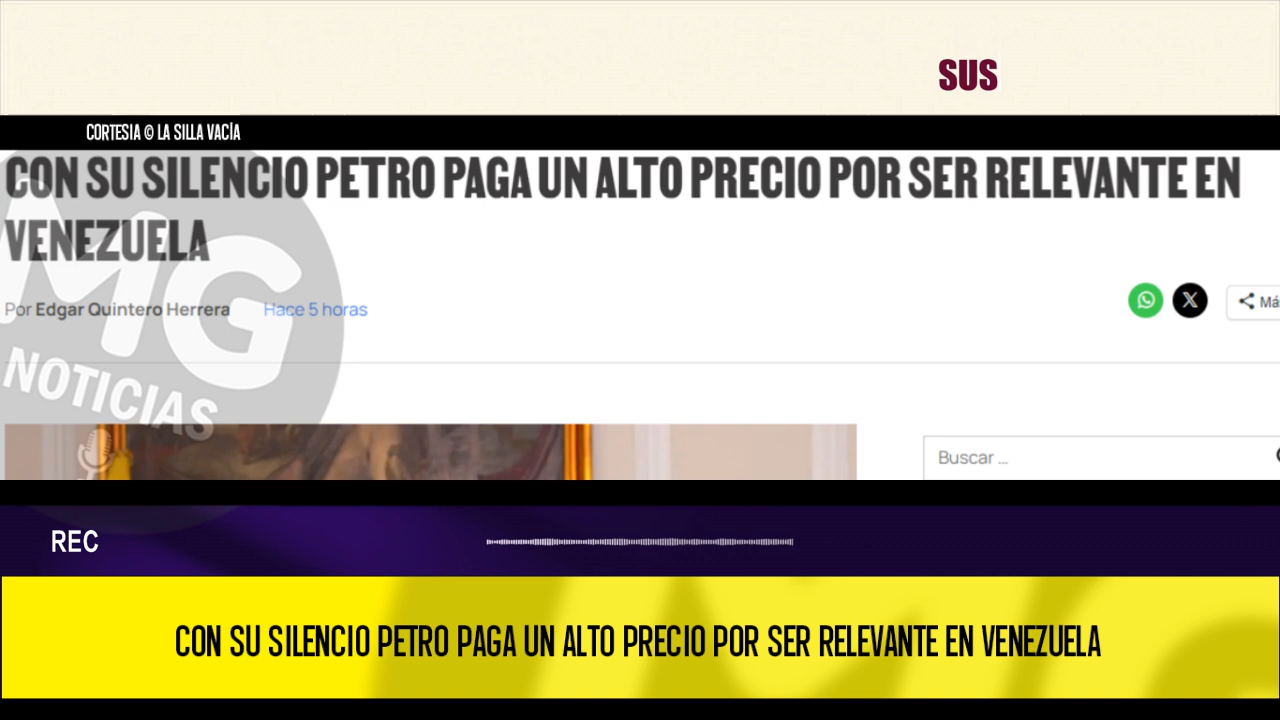 SUS
CORTESIA © LA SILLA VACÍA
CON SU SILENCIO PETRO PAGA UN ALTO PRECIO POR SER RELEVANTE EN
VENEZUELA
MG
NOTICIAS
Por Edgar Quintero Herrera Hace 5 horas
Má
Buscar ...
REC
CON SU SILENCIO PETRO PAGA UN ALTO PRECIO POR SER RELEVANTE EN VENEZUELA